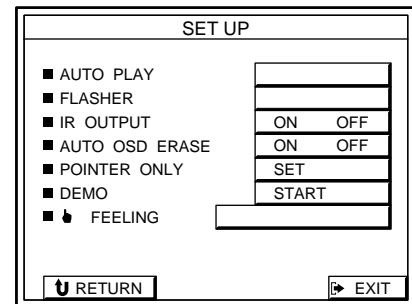 SET UP
AUTO PLAY
FLASHER
IR OUTPUT ON OFF
AUTO OSD ERASE ON OFF
POINTER ONLY SET
DEMO START
FEELING
RETURN EXIT